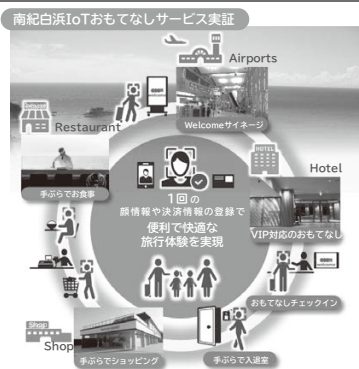 南紀白浜IoTおもてなしサービス実証
Airports
Welcomeサイネージ
Restaurant
手ぶらでお食事
HOTEL
Hotel
VIP対応のおもてなし
1回の
顔情報や決済情報の登録で
便利で快適な
旅行体験を実現
おもてなしチェックイン
Shop
Shop
手ぶらでショッピング
手ぶらで入退室